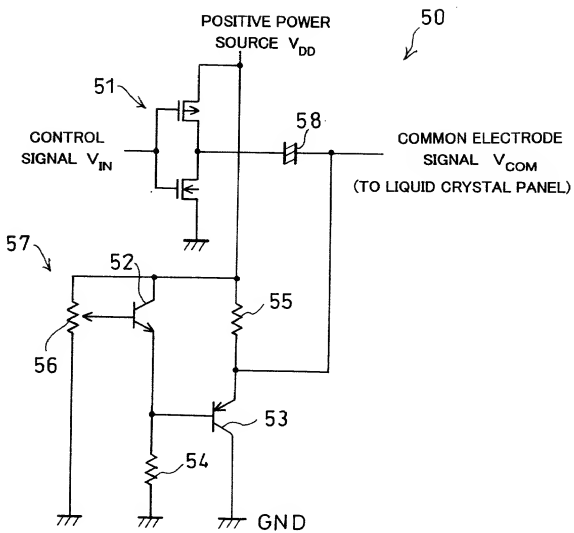 POSITIVE POWER
SOURCE VDD
50
51
58
CONTROL
SIGNAL VIN
COMMON ELECTRODE
SIGNAL VCOM
(TO LIQUID CRYSTAL PANEL)
57
52
55
56
53
54
GND